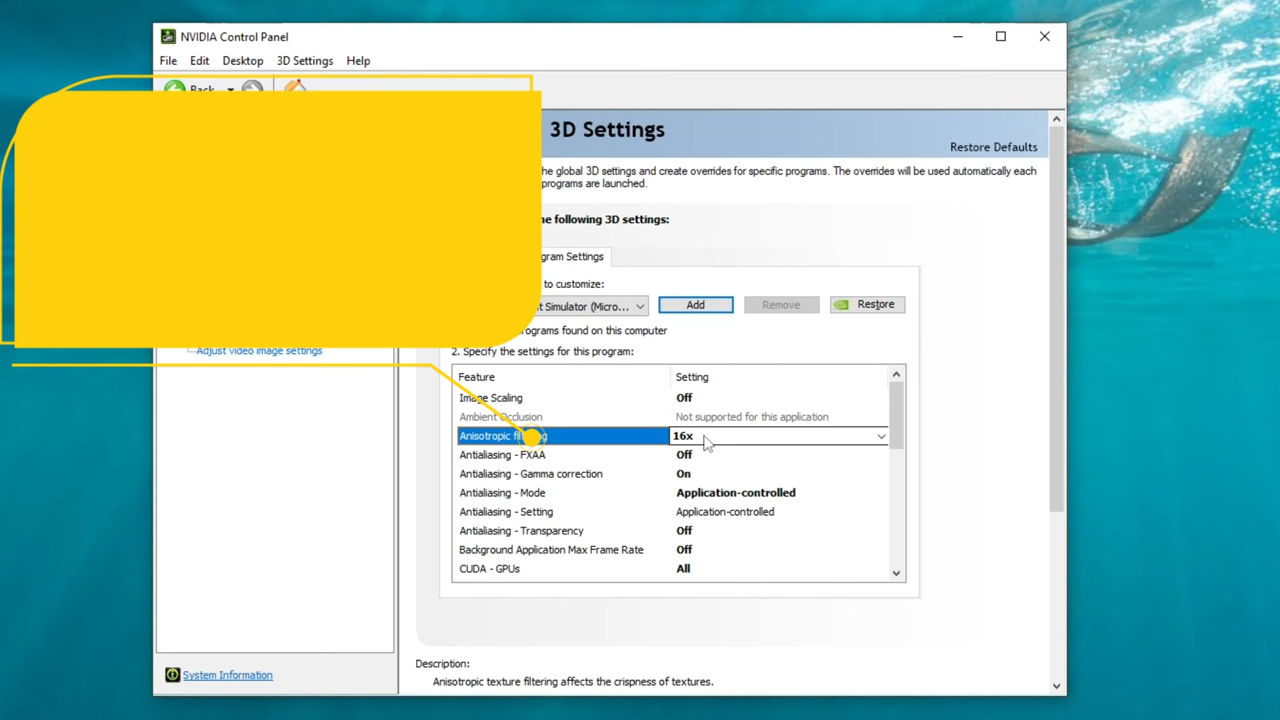 NVIDIA Control Panel
File Edit Desktop 3D Settings Help
Back
3D Settings
Restore Defaults
he global 3D settings and create overrides for specific programs. The overrides will be used automatically each
programs are launched.
he following 3D settings:
gram Settings
to customize:
t Simulator (Micro... Add Remove Restore
ograms found on this computer
Adjust video image settings
2. Specify the settings for this program:
Feature Setting
Image Scaling Off
Ambient Occlusion Not supported for this application
Anisotropic filtering 16x
Antialiasing - FXAA Off
Antialiasing - Gamma correction On
Antialiasing - Mode Application-controlled
Antialiasing - Setting Application-controlled
Antialiasing - Transparency Off
Background Application Max Frame Rate Off
CUDA - GPUs All
System Information
Description:
Anisotropic texture filtering affects the crispness of textures.